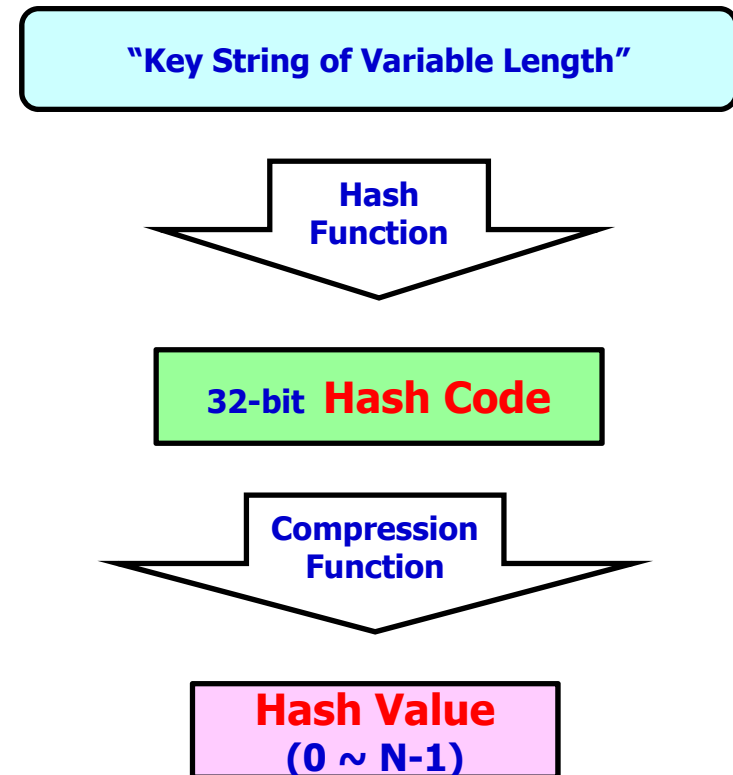 “Key String of Variable Length”
Hash
Function
32-bit Hash Code
Compression
Function
Hash Value
(0 ~ N-1)